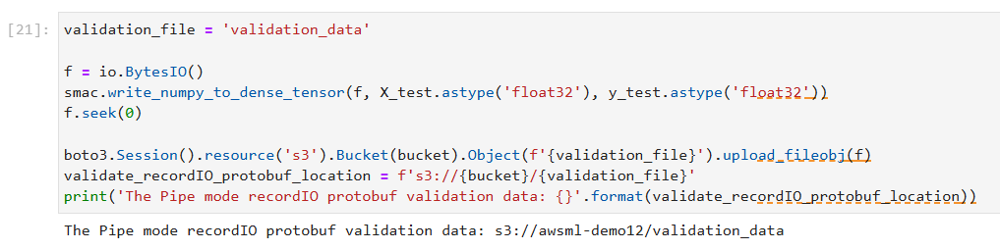 [21]: validation_file = 'validation_data'
f = io.BytesIO()
smac.write_numpy_to_dense_tensor(f, X_test.astype('float32'), y_test.astype('float32'))
f.seek(0)
boto3.Session().resource('s3').Bucket(bucket).Object(f'{validation_file}').upload_fileobj(f)
validate_recordIO_protobuf_location = f's3://{bucket}/{validation_file}'
print('The Pipe mode recordIO protobuf validation data: {}'.format(validate_recordIO_protobuf_location))
The Pipe mode recordIO protobuf validation data: s3://awsml-demo12/validation_data